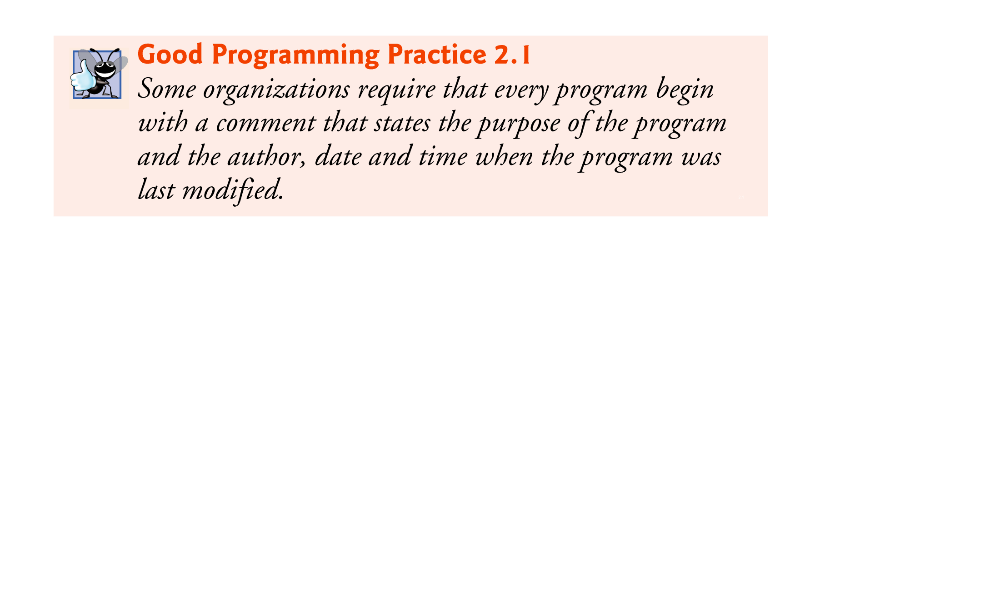 Good Programming Practice 2.1
Some organizations require that every program begin
with a comment that states the purpose of the program
and the author, date and time when the program was
last modified.